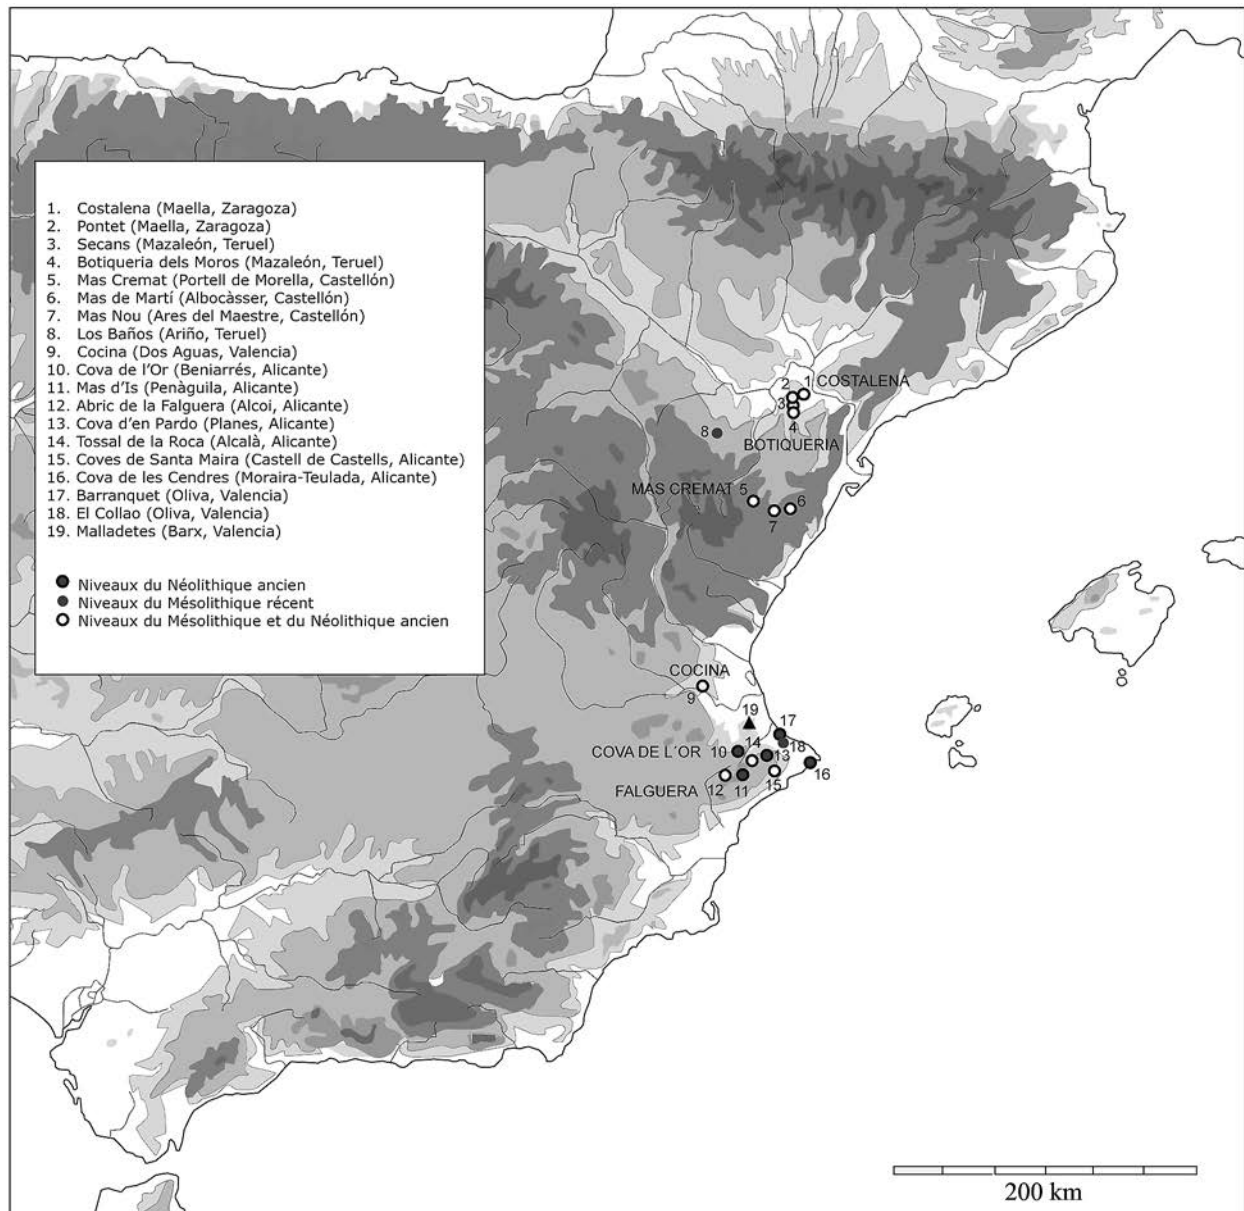 1. Costalena (Maella, Zaragoza)
2. Pontet (Maella, Zaragoza)
3. Secans (Mazaleón, Teruel)
4. Botiqueria dels Moros (Mazaleón, Teruel)
5. Mas Cremat (Portell de Morella, Castellón)
6. Mas de Martí (Albocàsser, Castellón)
7. Mas Nou (Ares del Maestre, Castellón)
8. Los Baños (Ariño, Teruel)
9. Cocina (Dos Aguas, Valencia)
10. Cova de l'Or (Beniarrés, Alicante)
11. Mas d'Is (Penàguila, Alicante)
12. Abric de la Falguera (Alcoi, Alicante)
13. Cova d'en Pardo (Planes, Alicante)
14. Tossal de la Roca (Alcalà, Alicante)
15. Coves de Santa Maira (Castell de Castells, Alicante)
16. Cova de les Cendres (Moraira-Teulada, Alicante)
17. Barranquet (Oliva, Valencia)
18. El Collao (Oliva, Valencia)
19. Malladetes (Barx, Valencia)
Niveaux du Néolithique ancien
Niveaux du Mésolithique récent
Niveaux du Mésolithique et du Néolithique ancien
2 1 COSTALENA
3
4
8
BOTIQUERIA
MAS CREMAT 5
6
7
COCINA
9
19
17
14
18
COVA DE L'OR 10
13
16
FALGUERA 12
11
15
200 km